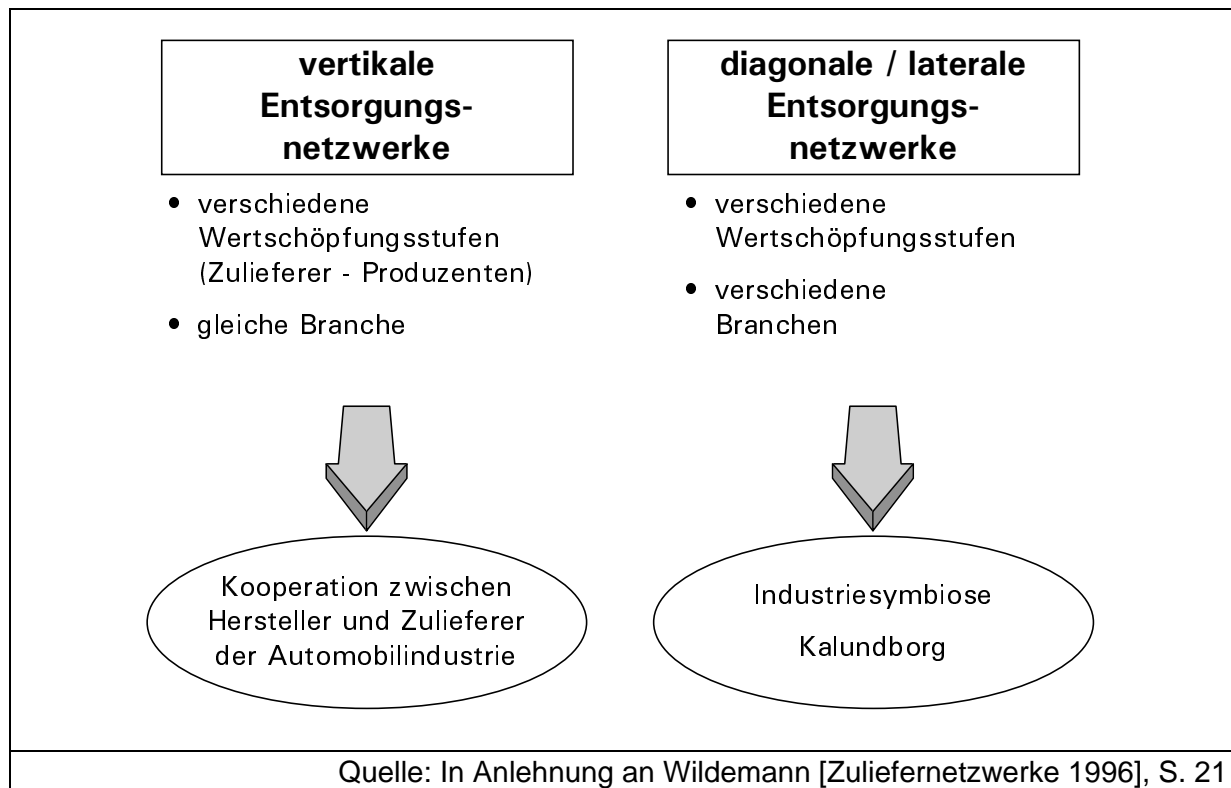 vertikale
Entsorgungs-
netzwerke
• verschiedene
Wertschöpfungsstufen
(Zulieferer - Produzenten)
• gleiche Branche
Kooperation zwischen
Hersteller und Zulieferer
der Automobilindustrie
diagonale / laterale
Entsorgungs-
netzwerke
• verschiedene
Wertschöpfungsstufen
• verschiedene
Branchen
Industriesymbiose
Kalundborg
Quelle: In Anlehnung an Wildemann [Zuliefernetzwerke 1996], S. 21